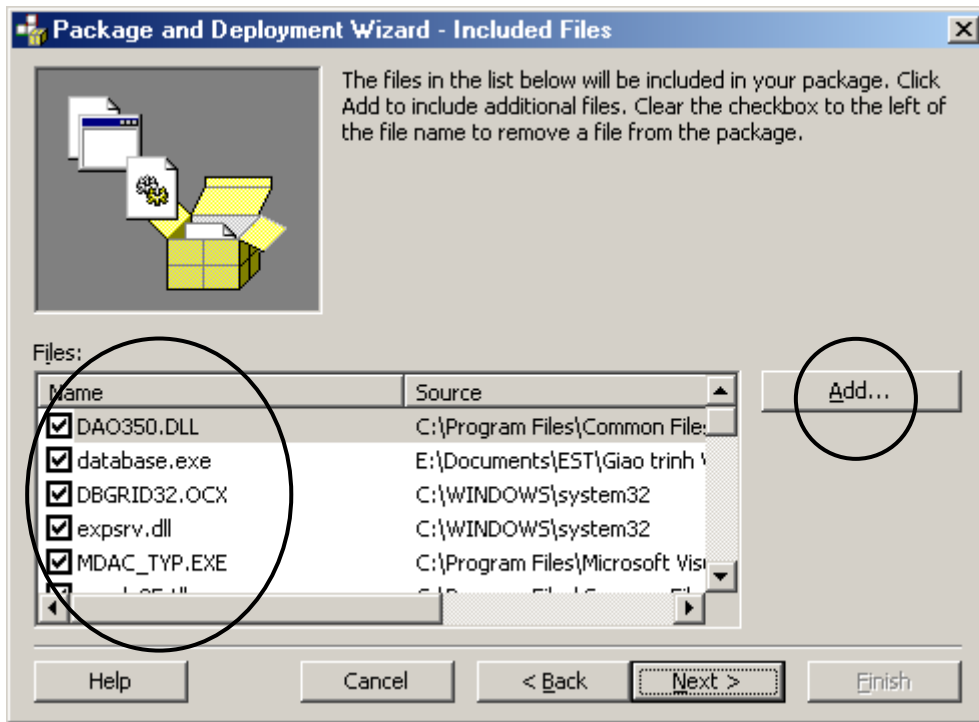 Package and Deployment Wizard - Included Files
The files in the list below will be included in your package. Click
Add to include additional files. Clear the checkbox to the left of
the file name to remove a file from the package.
Files:
Name Source
DAO350.DLL C:\Program Files\Common Files
database.exe E:\Documents\EST\Giao trinh
DBGRID32.OCX C:\WINDOWS\system32
expsrv.dll C:\WINDOWS\system32
MDAC_TYP.EXE C:\Program Files\Microsoft
Add...
Help Cancel < Back Next > Finish